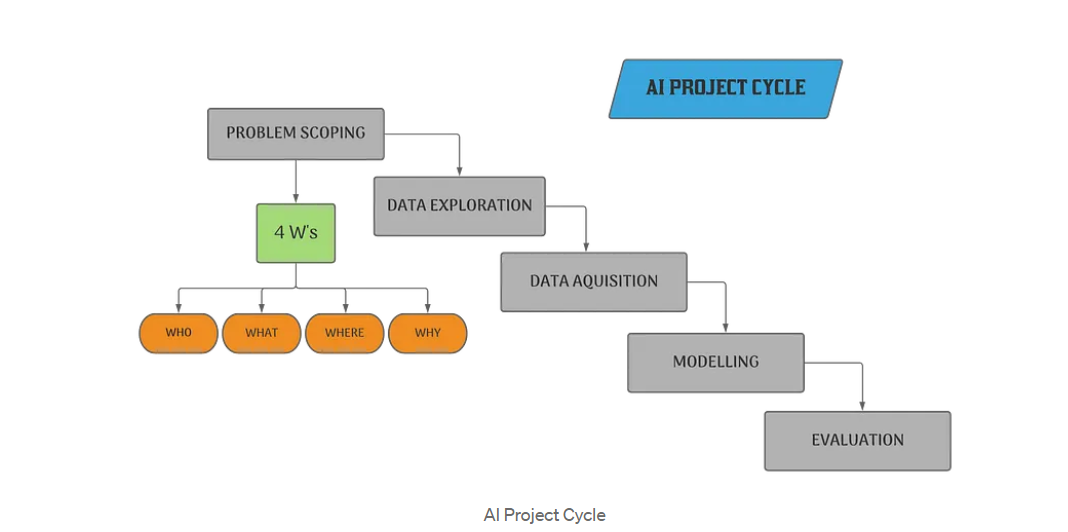 AI PROJECT CYCLE
PROBLEM SCOPING
DATA EXPLORATION
4 W's
DATA AQUISITION
WHO
WHAT
WHERE
WHY
MODELLING
EVALUATION
AI Project Cycle